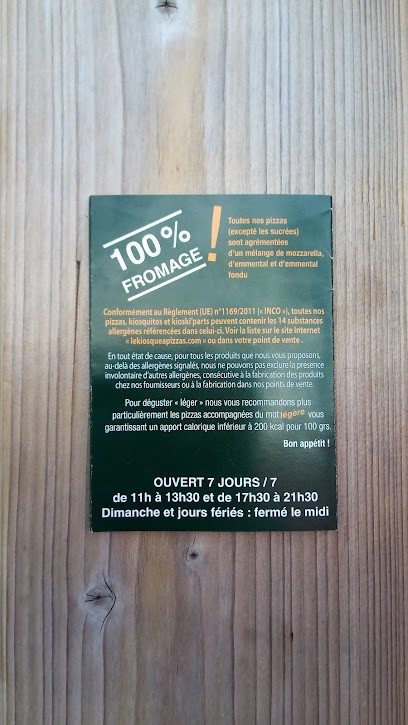 100% FROMAGE !
Toutes nos pizzas
(excepté les sucrées)
sont agrémentées
d'un mélange de mozzarella,
d'emmental et d'emmental
fondu
Conformément au Règlement (UE) n°1169/2011 (« INCO »), toutes nos
pizzas, kiosquitos et kioski'parts peuvent contenir les 14 substances
allergènes référencées dans celui-ci. Voir la liste sur le site Internet
« lekiosqueapizzas.com » ou dans votre point de vente .
En tout état de cause, pour tous les produits que nous vous proposons,
au-delà des allergènes signalés, nous ne pouvons pas exclure la présence
involontaire d'autres allergènes, consécutive à la fabrication des produits
chez nos fournisseurs ou à la fabrication dans nos points de vente.
Pour déguster « léger » nous vous recommandons plus
particulièrement les pizzas accompagnées du mot légère vous
garantissant un apport calorique inférieur à 200 kcal pour 100 grs.
Bon appétit !
OUVERT 7 JOURS / 7
de 11h à 13h30 et de 17h30 à 21h30
Dimanche et jours fériés : fermé le midi